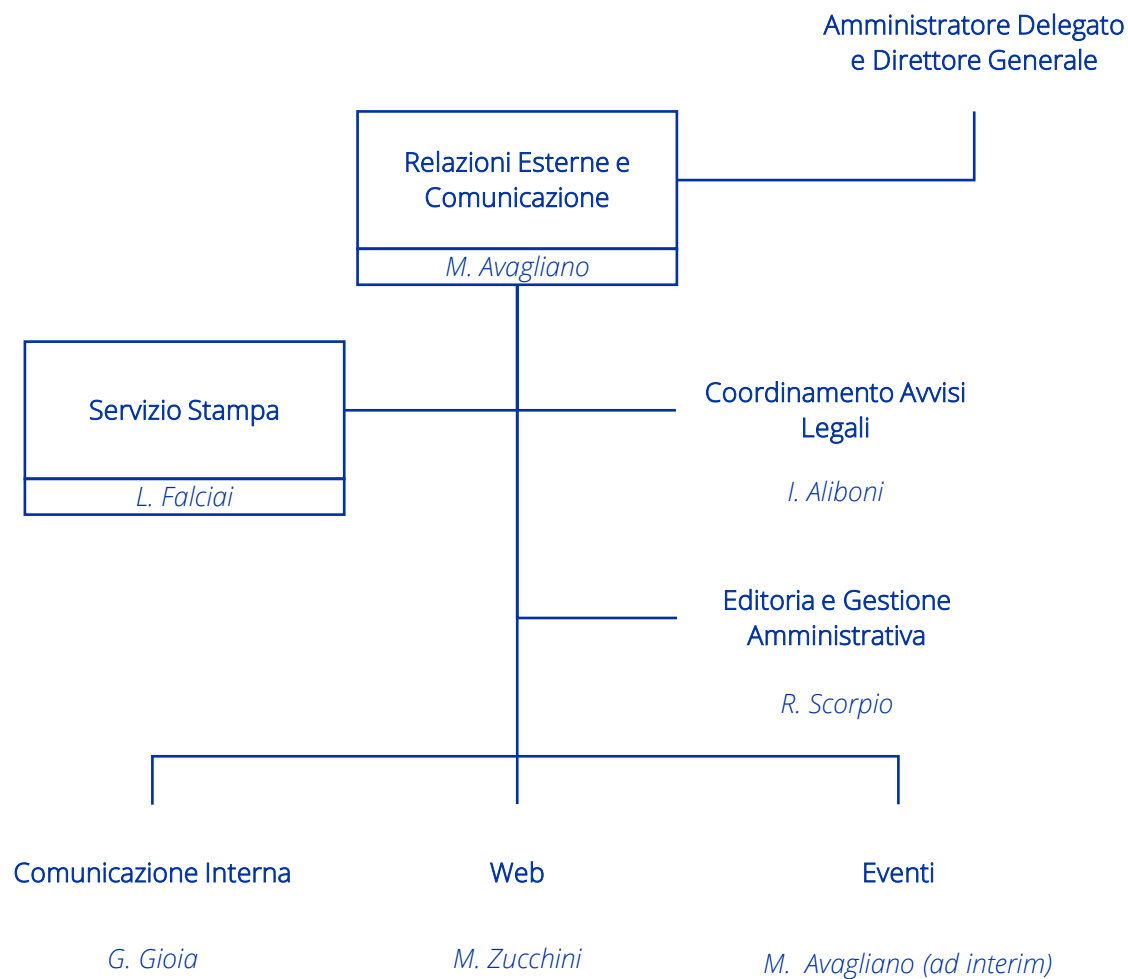 Amministratore Delegato
e Direttore Generale
Relazioni Esterne e
Comunicazione
M. Avagliano
Servizio Stampa
L. Falciai
Coordinamento Avvisi
Legali
I. Aliboni
Editoria e Gestione
Amministrativa
R. Scorpio
Comunicazione Interna
G. Gioia
Web
M. Zucchini
Eventi
M. Avagliano (ad interim)